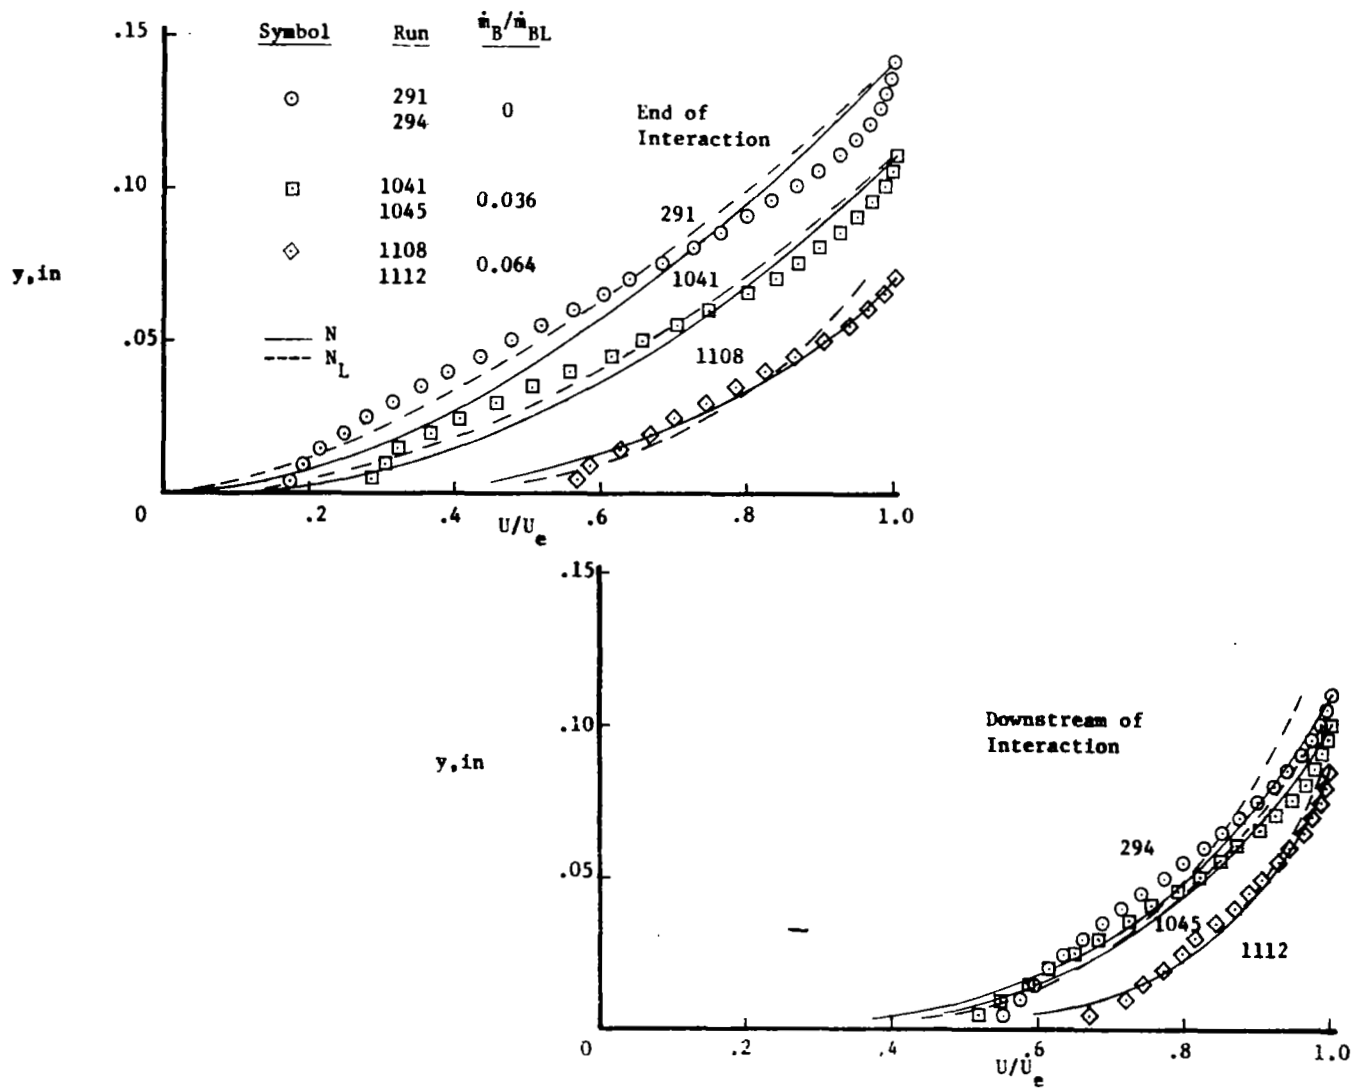 .15
Symbol Run ṁB/ṁBL
291
294 0
1041
1045 0.036
1108
1112 0.064
N
NL
End of
Interaction
291
1041
1108
.10
y,in
.05
0 .2 .4 .6 .8 1.0
U/Ue
.15
.10
y,in
.05
Downstream of
Interaction
294
1045
1112
0 .2 .4 .6 .8 1.0
U/Ue